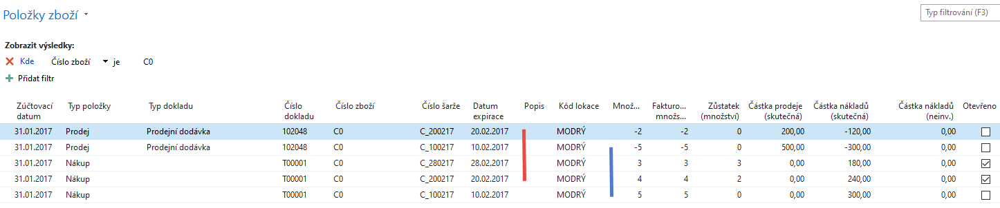 Položky zboží
Typ filtrování (F3)
Zobrazit výsledky:
Kde Číslo zboží je C0
Přidat filtr
Zúčtovací datum Typ položky Typ dokladu Číslo dokladu Číslo zboží Číslo šarže Datum expirace Popis Kód lokace Množ... Fakturo... množs... Zůstatek (množství) Částka prodeje (skutečná) Částka nákladů (skutečná) Částka nákladů (neinv.) Otevřeno
31.01.2017 Prodej Prodejní dodávka 102048 C0 C_200217 20.02.2017 MODRÝ -2 -2 0 200,00 -120,00 0,00
31.01.2017 Prodej Prodejní dodávka 102048 C0 C_100217 10.02.2017 MODRÝ -5 -5 0 500,00 -300,00 0,00
31.01.2017 Nákup T00001 C0 C_280217 28.02.2017 MODRÝ 3 3 3 0,00 180,00 0,00
31.01.2017 Nákup T00001 C0 C_200217 20.02.2017 MODRÝ 4 4 2 0,00 240,00 0,00
31.01.2017 Nákup T00001 C0 C_100217 10.02.2017 MODRÝ 5 5 0 0,00 300,00 0,00